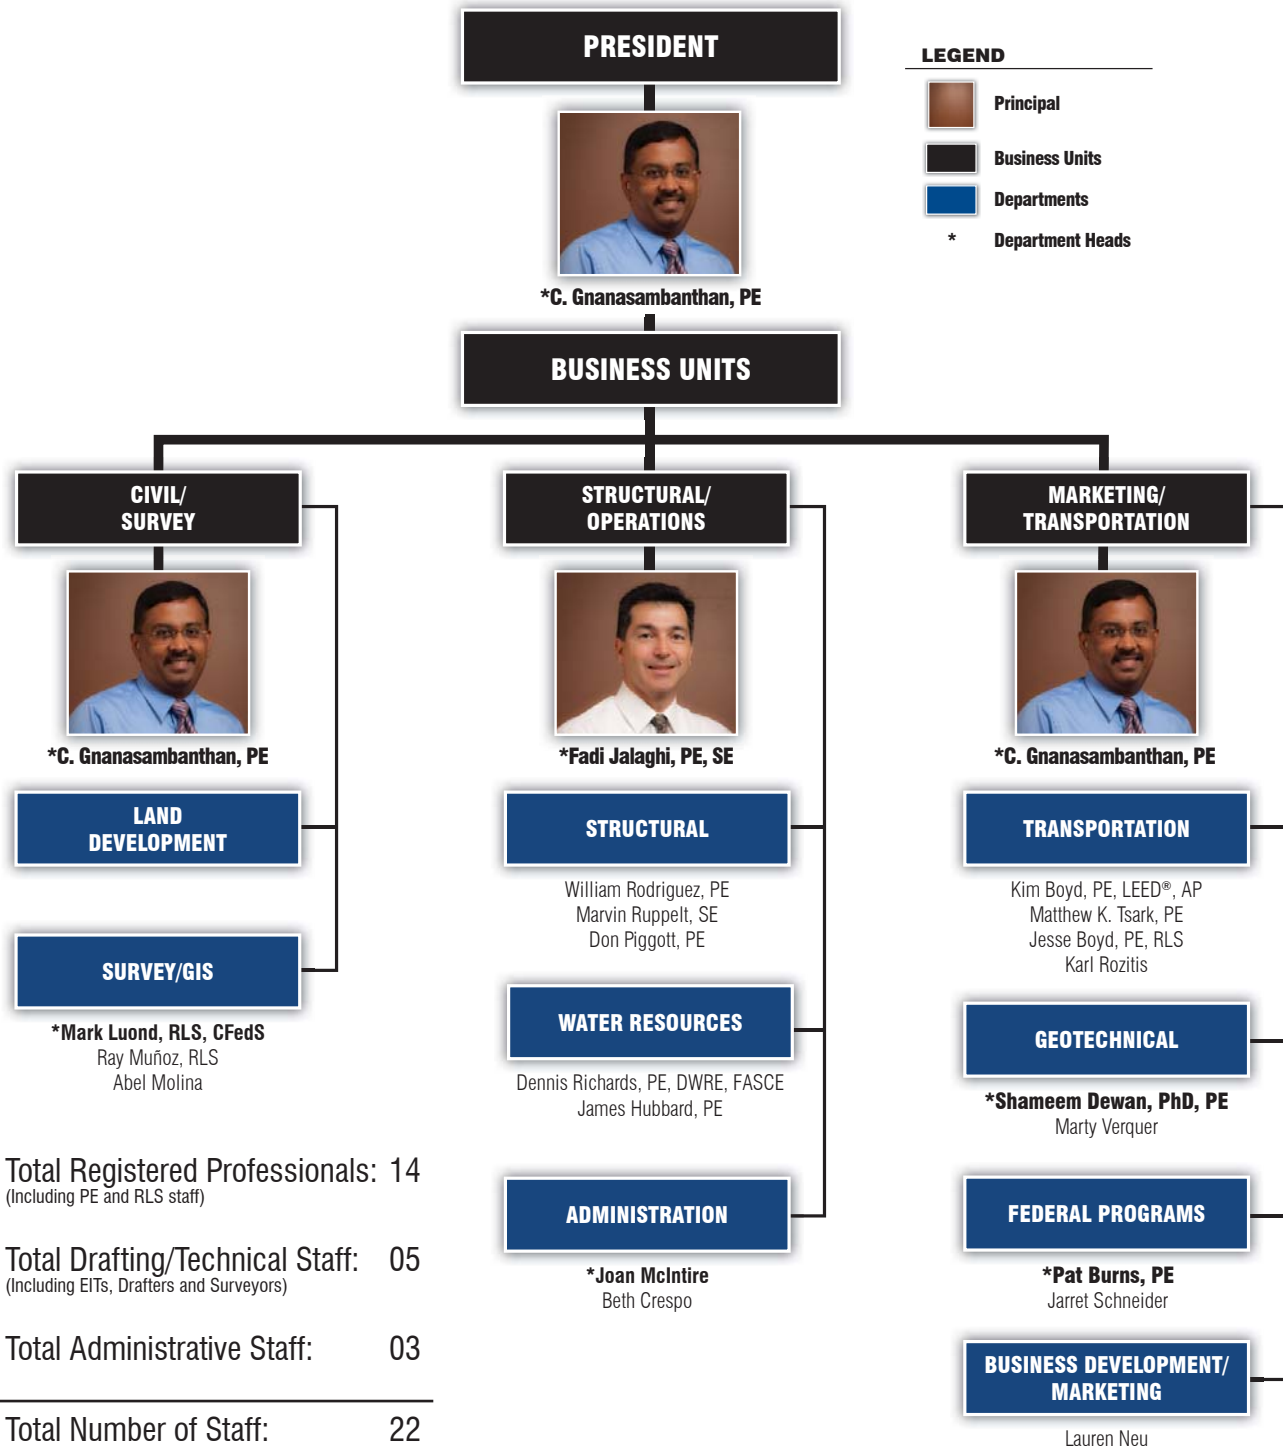 PRESIDENT
*C. Gnanasambanthan, PE
LEGEND
Principal
Business Units
Departments
* Department Heads
BUSINESS UNITS
CIVIL/
SURVEY
*C. Gnanasambanthan, PE
LAND
DEVELOPMENT
SURVEY/GIS
*Mark Luond, RLS, CFedS
Ray Muñoz, RLS
Abel Molina
STRUCTURAL/
OPERATIONS
*Fadi Jalaghi, PE, SE
STRUCTURAL
William Rodriguez, PE
Marvin Ruppelt, SE
Don Piggott, PE
WATER RESOURCES
Dennis Richards, PE, DWRE, FASCE
James Hubbard, PE
ADMINISTRATION
*Joan McIntire
Beth Crespo
MARKETING/
TRANSPORTATION
*C. Gnanasambanthan, PE
TRANSPORTATION
Kim Boyd, PE, LEED®, AP
Matthew K. Tsark, PE
Jesse Boyd, PE, RLS
Karl Rozitis
GEOTECHNICAL
*Shameem Dewan, PhD, PE
Marty Verquer
FEDERAL PROGRAMS
*Pat Burns, PE
Jarret Schneider
BUSINESS DEVELOPMENT/
MARKETING
Lauren Neu
Total Registered Professionals: 14
(Including PE and RLS staff)
Total Drafting/Technical Staff: 05
(Including EITs, Drafters and Surveyors)
Total Administrative Staff: 03
Total Number of Staff: 22